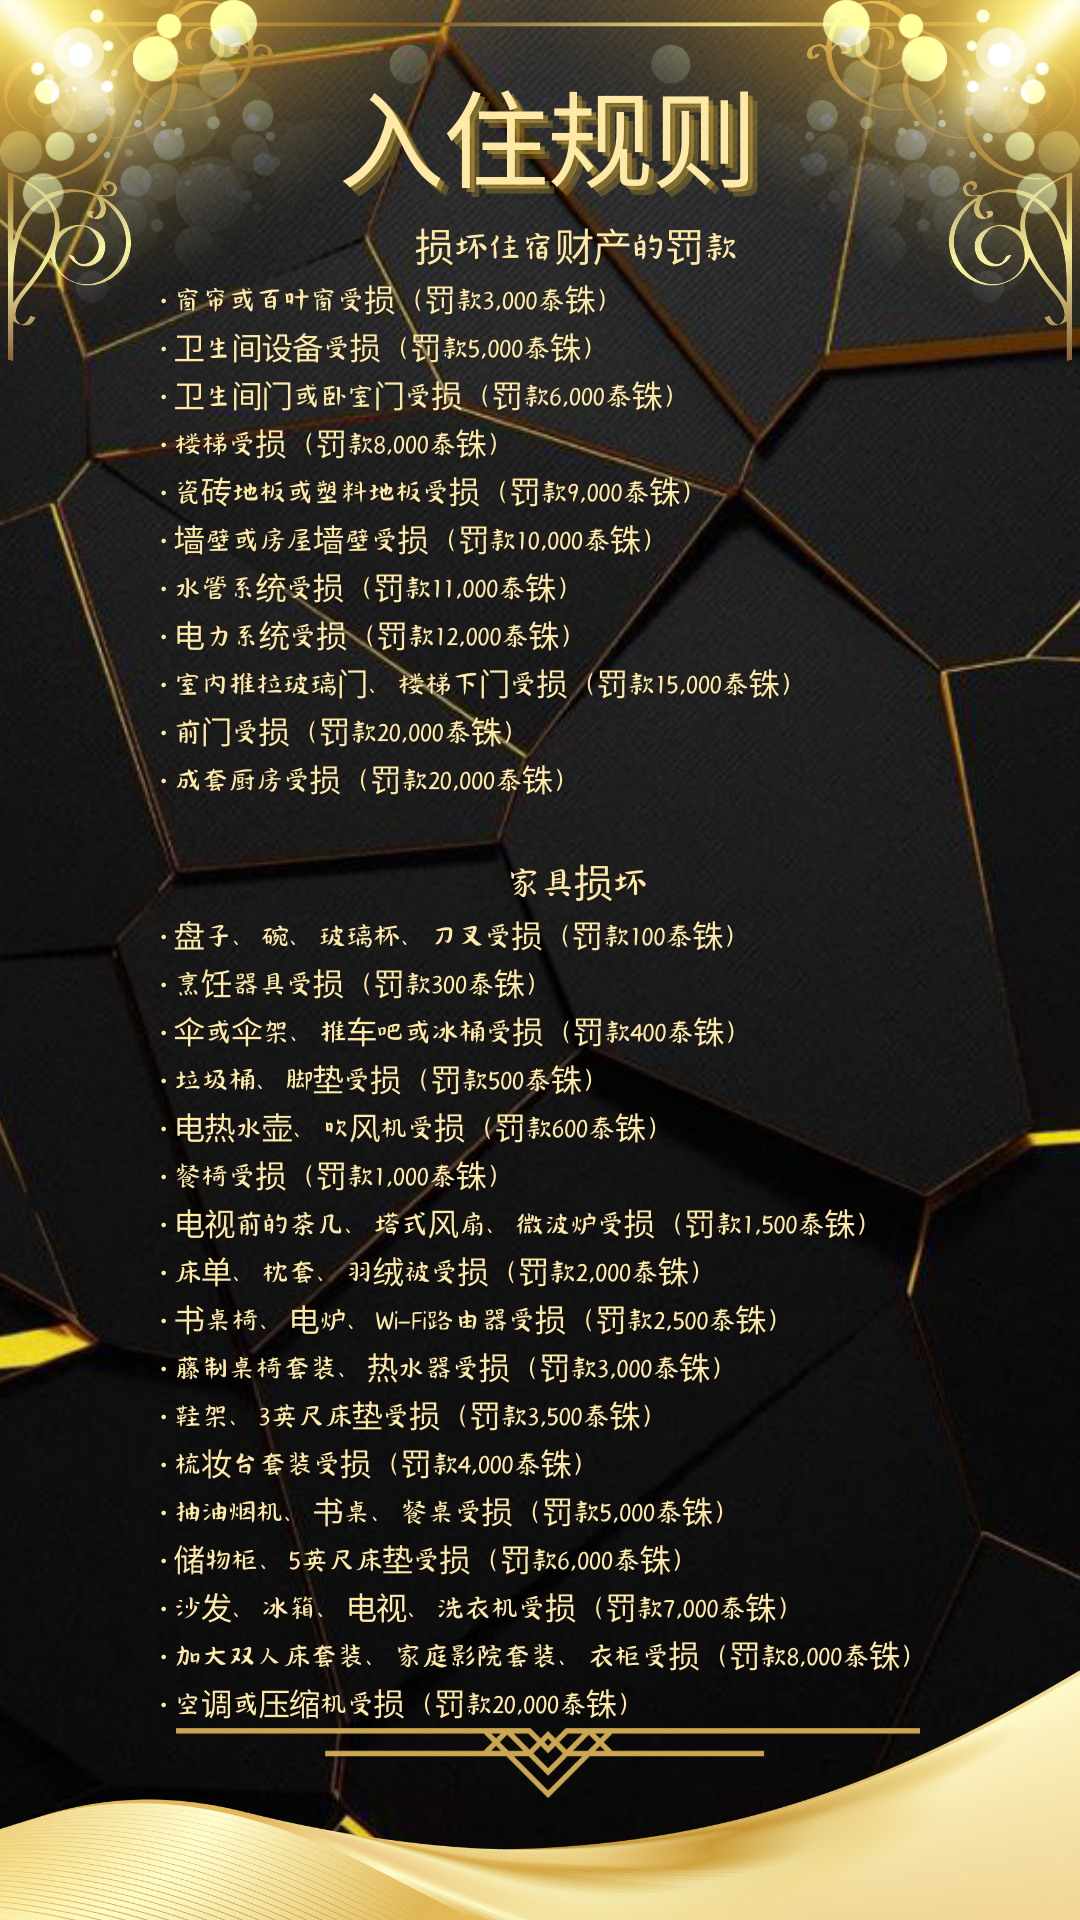 入住规则
损坏住宿财产的罚款
·窗帘或百叶窗受损（罚款3,000泰铢）
·卫生间设备受损（罚款5,000泰铢）
·卫生间门或卧室门受损（罚款6,000泰铢）
·楼梯受损（罚款8,000泰铢）
·瓷砖地板或塑料地板受损（罚款9,000泰铢）
·墙壁或房屋墙壁受损（罚款10,000泰铢）
·水管系统受损（罚款11,000泰铢）
·电力系统受损（罚款12,000泰铢）
·室内推拉玻璃门、楼梯下门受损（罚款15,000泰铢）
·前门受损（罚款20,000泰铢）
·成套厨房受损（罚款20,000泰铢）
家具损坏
·盘子、碗、玻璃杯、刀叉受损（罚款100泰铢）
·烹饪器具受损（罚款300泰铢）
·伞或伞架、推车吧或冰桶受损（罚款400泰铢）
·垃圾桶、脚垫受损（罚款500泰铢）
·电热水壶、吹风机受损（罚款600泰铢）
·餐椅受损（罚款1,000泰铢）
·电视前的茶几、塔式风扇、微波炉受损（罚款1,500泰铢）
·床单、枕套、羽绒被受损（罚款2,000泰铢）
·书桌椅、电炉、Wi-Fi路由器受损（罚款2,500泰铢）
·藤制桌椅套装、热水器受损（罚款3,000泰铢）
·鞋架、3英尺床垫受损（罚款3,500泰铢）
·梳妆台套装受损（罚款4,000泰铢）
·抽油烟机、书桌、餐桌受损（罚款5,000泰铢）
·储物柜、5英尺床垫受损（罚款6,000泰铢）
·沙发、冰箱、电视、洗衣机受损（罚款7,000泰铢）
·加大双人床套装、家庭影院套装、衣柜受损（罚款8,000泰铢）
·空调或压缩机受损（罚款20,000泰铢）